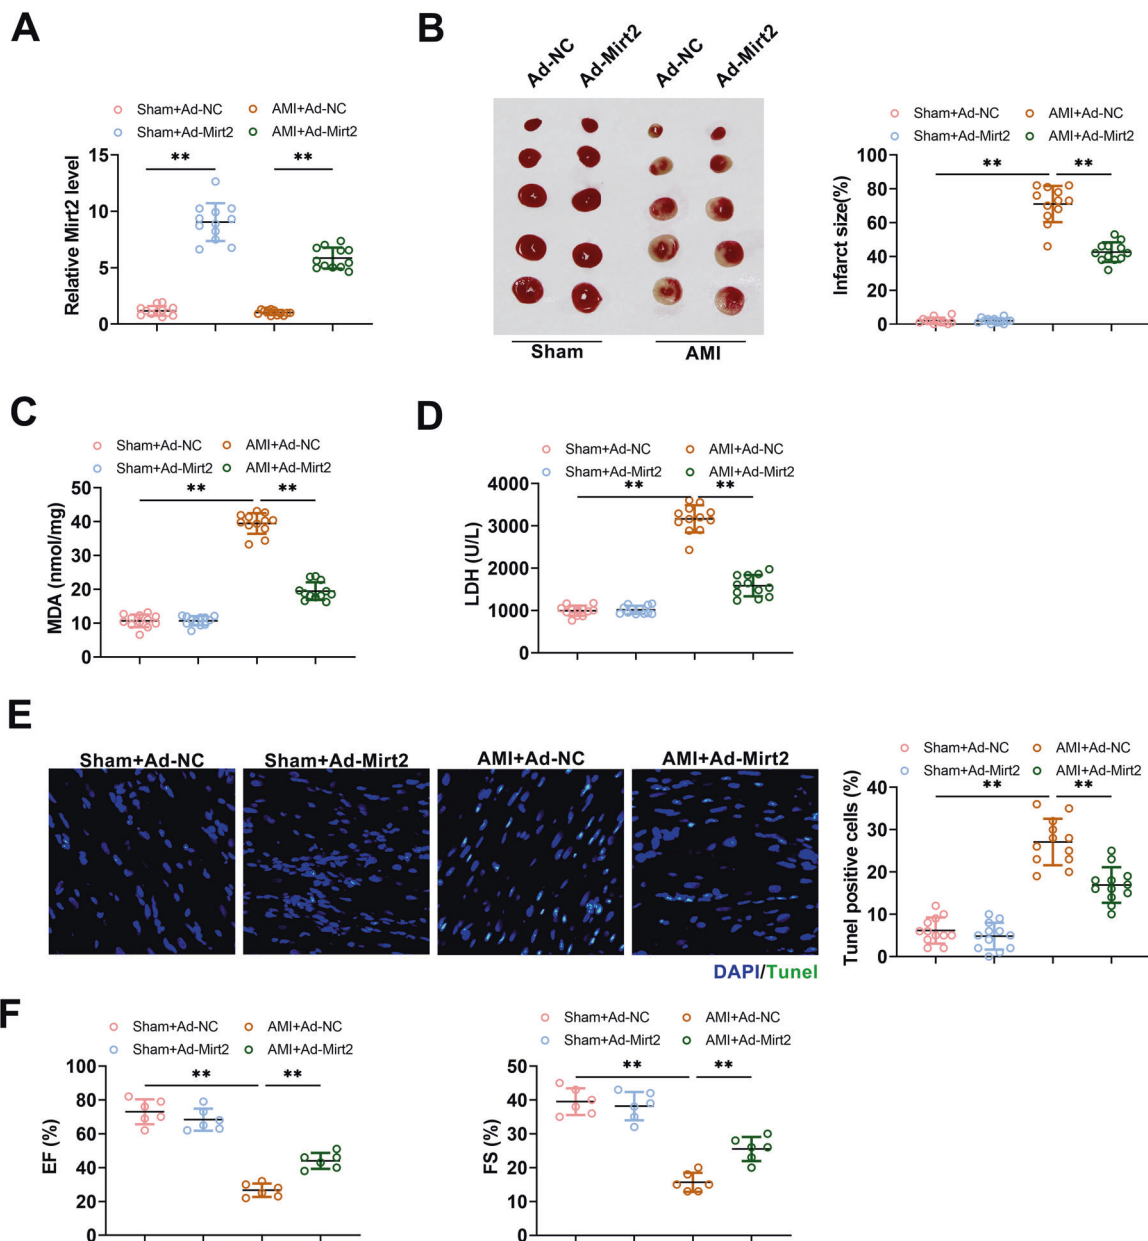 A
Sham+Ad-NC
AMI+Ad-NC
Sham+Ad-Mirt2
AMI+Ad-Mirt2
Relative Mirt2 level
15
10
5
0
**
**
B
Ad-NC
Ad-Mirt2
Ad-NC
Ad-Mirt2
Sham
AMI
Sham+Ad-NC
AMI+Ad-NC
Sham+Ad-Mirt2
AMI+Ad-Mirt2
Infarct size(%)
100
80
60
40
20
0
**
**
C
Sham+Ad-NC
AMI+Ad-NC
Sham+Ad-Mirt2
AMI+Ad-Mirt2
MDA (nmol/mg)
50
40
30
20
10
0
**
**
D
Sham+Ad-NC
AMI+Ad-NC
Sham+Ad-Mirt2
AMI+Ad-Mirt2
LDH (U/L)
4000
3000
2000
1000
0
**
**
E
Sham+Ad-NC
Sham+Ad-Mirt2
AMI+Ad-NC
AMI+Ad-Mirt2
DAPI/Tunel
Sham+Ad-NC
AMI+Ad-NC
Sham+Ad-Mirt2
AMI+Ad-Mirt2
Tunel positive cells (%)
40
30
20
10
0
**
**
F
Sham+Ad-NC
AMI+Ad-NC
Sham+Ad-Mirt2
AMI+Ad-Mirt2
EF (%)
100
80
60
40
20
0
**
**
Sham+Ad-NC
AMI+Ad-NC
Sham+Ad-Mirt2
AMI+Ad-Mirt2
FS (%)
50
40
30
20
10
0
**
**